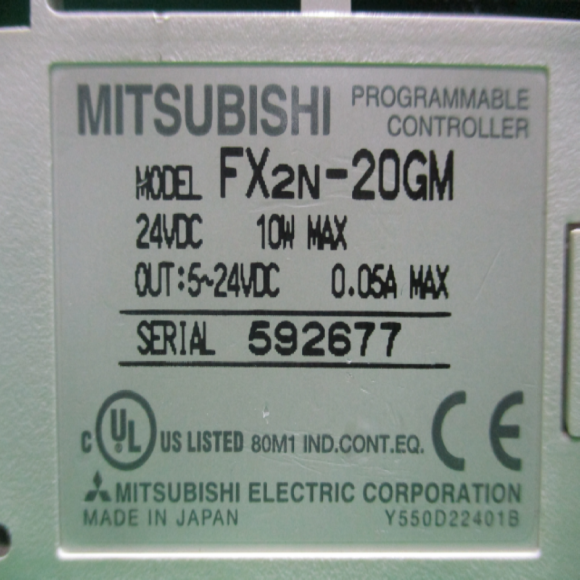 MITSUBISHI PROGRAMMABLE CONTROLLER
MODEL FX2N-20GM
24VDC 10W MAX
OUT:5~24VDC 0.05A MAX
SERIAL 592677
C UL US LISTED 80M1 IND.CONT.EQ. CE
MITSUBISHI ELECTRIC CORPORATION
MADE IN JAPAN Y550D22401B